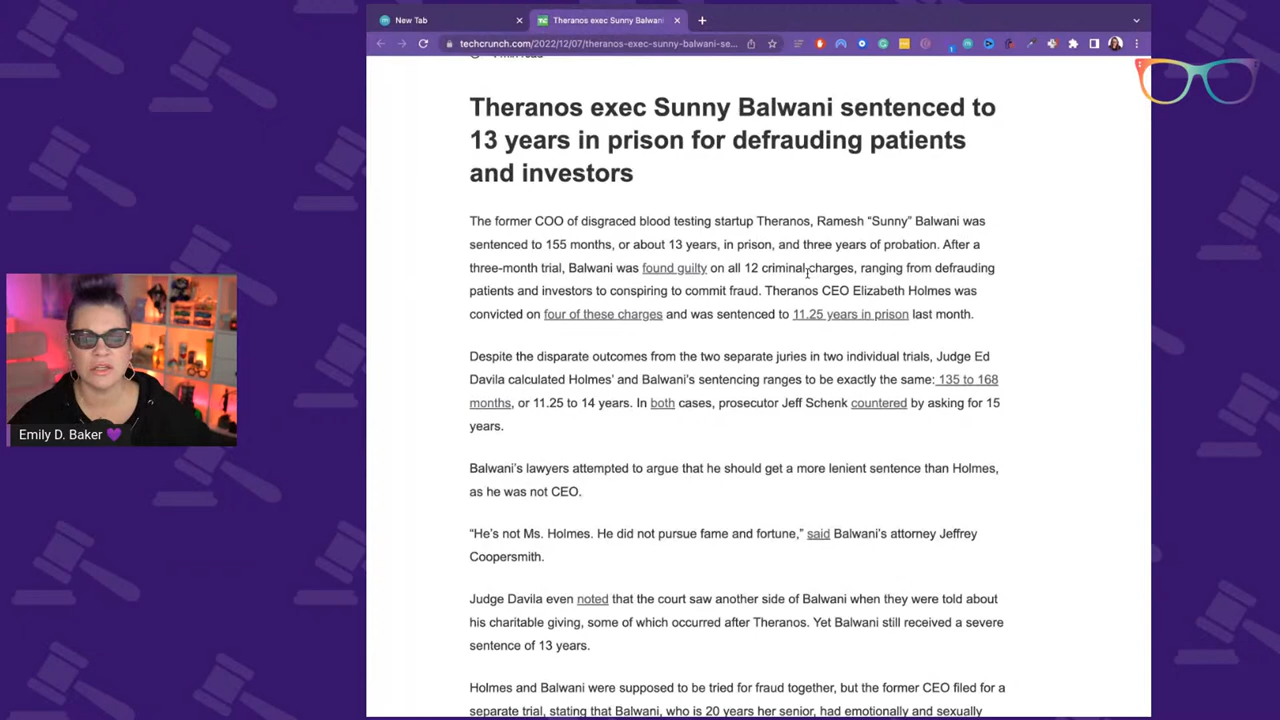 New Tab
Theranos exec Sunny Balwani
techcrunch.com/2022/12/07/theranos-exec-sunny-balwani-se...
Theranos exec Sunny Balwani sentenced to
13 years in prison for defrauding patients
and investors
The former COO of disgraced blood testing startup Theranos, Ramesh “Sunny” Balwani was
sentenced to 155 months, or about 13 years, in prison, and three years of probation. After a
three-month trial, Balwani was found guilty on all 12 criminal charges, ranging from defrauding
patients and investors to conspiring to commit fraud. Theranos CEO Elizabeth Holmes was
convicted on four of these charges and was sentenced to 11.25 years in prison last month.
Despite the disparate outcomes from the two separate juries in two individual trials, Judge Ed
Davila calculated Holmes’ and Balwani’s sentencing ranges to be exactly the same: 135 to 168
months, or 11.25 to 14 years. In both cases, prosecutor Jeff Schenk countered by asking for 15
years.
Balwani’s lawyers attempted to argue that he should get a more lenient sentence than Holmes,
as he was not CEO.
“He’s not Ms. Holmes. He did not pursue fame and fortune,” said Balwani’s attorney Jeffrey
Coopersmith.
Judge Davila even noted that the court saw another side of Balwani when they were told about
his charitable giving, some of which occurred after Theranos. Yet Balwani still received a severe
sentence of 13 years.
Holmes and Balwani were supposed to be tried for fraud together, but the former CEO filed for a
separate trial, stating that Balwani, who is 20 years her senior, had emotionally and sexually
Emily D. Baker 💜